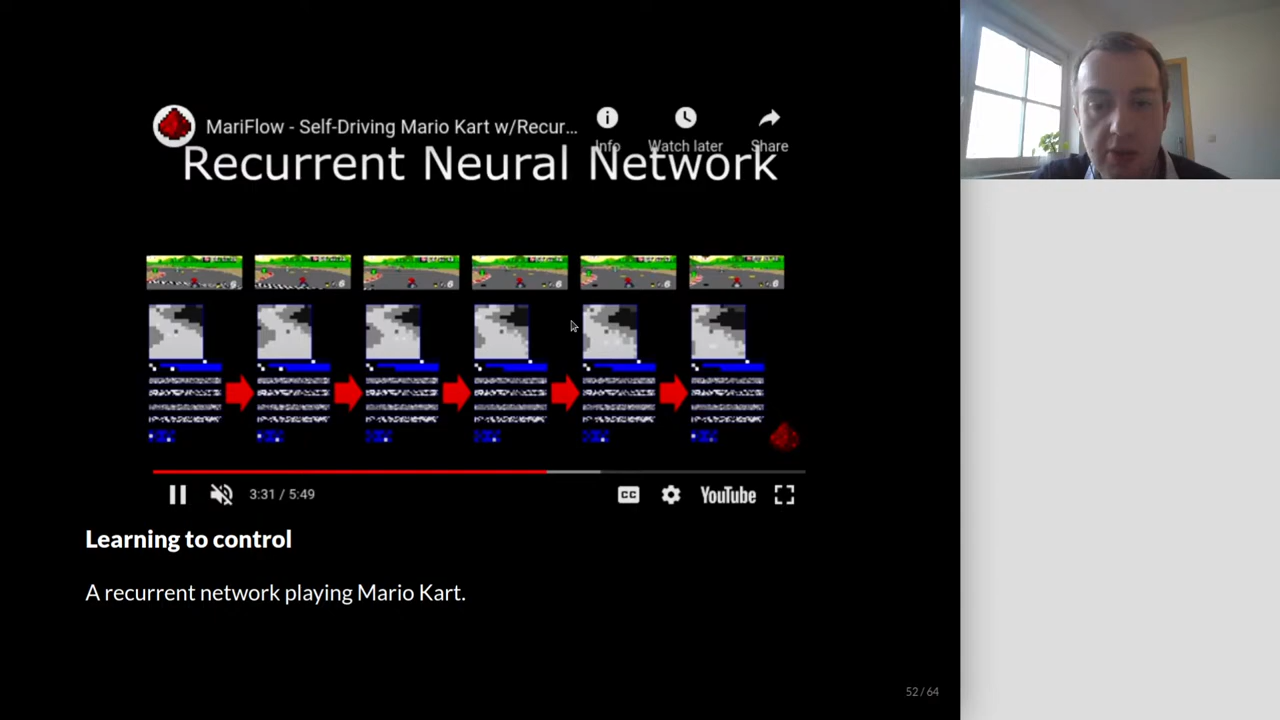 MariFlow - Self-Driving Mario Kart w/Recur...
Info
Watch later
Share
Recurrent Neural Network
3:31 / 5:49
CC
YouTube
Learning to control
A recurrent network playing Mario Kart.
52 / 64